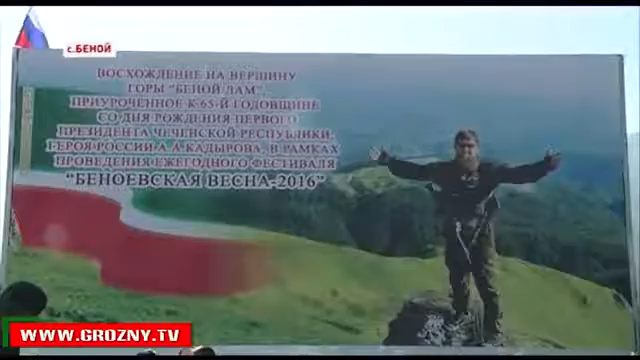 с.БЕНОЙ
ВОСХОЖДЕНИЕ НА ВЕРШИНУ
ГОРЫ "БЕНОЙ ЛАМ",
ПРИУРОЧЕННОЕ К 65-Й ГОДОВЩИНЕ
СО ДНЯ РОЖДЕНИЯ ПЕРВОГО
ПРЕЗИДЕНТА ЧЕЧЕНСКОЙ РЕСПУБЛИКИ,
ГЕРОЯ РОССИИ А.А.КАДЫРОВА, В РАМКАХ
ПРОВЕДЕНИЯ ЕЖЕГОДНОГО ФЕСТИВАЛЯ
"БЕНОЕВСКАЯ ВЕСНА-2016"
WWW.GROZNY.TV